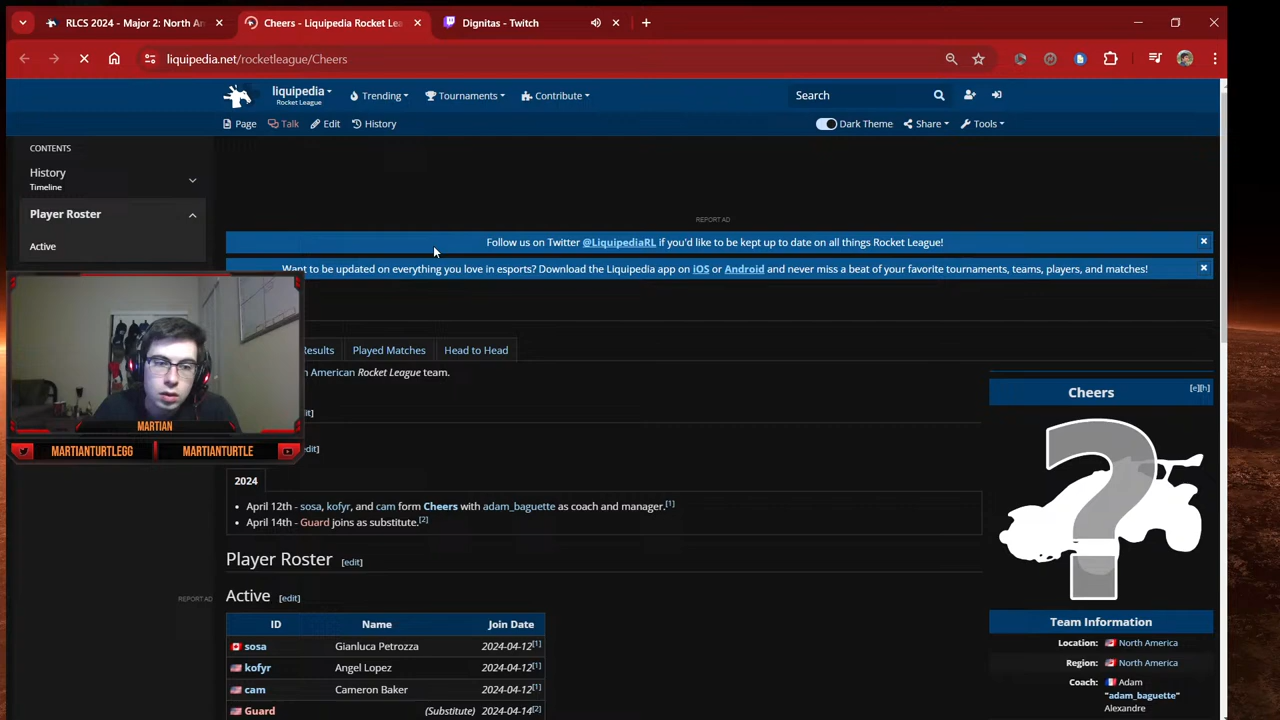 RLCS 2024 - Major 2: North An
Cheers - Liquipedia Rocket Lea
Dignitas - Twitch
liquipedia.net/rocketleague/Cheers
liquipedia
Rocket League
Trending
Tournaments
Contribute
Search
Page
Talk
Edit
History
Dark Theme
Share
Tools
CONTENTS
History
Timeline
Player Roster
Active
REPORT AD
Follow us on Twitter @LiquipediaRL if you'd like to be kept up to date on all things Rocket League!
Want to be updated on everything you love in esports? Download the Liquipedia app on iOS or Android and never miss a beat of your favorite tournaments, teams, players, and matches!
Results
Played Matches
Head to Head
American Rocket League team.
2024
April 12th - sosa, kofyr, and cam form Cheers with adam_baguette as coach and manager.[1]
April 14th - Guard joins as substitute.[2]
Player Roster [edit]
REPORT AD
Active [edit]
ID Name Join Date
sosa Gianluca Petrozza 2024-04-12[1]
kofyr Angel Lopez 2024-04-12[1]
cam Cameron Baker 2024-04-12[1]
Guard (Substitute) 2024-04-14[2]
Cheers [e][h]
?
Team Information
Location: North America
Region: North America
Coach: Adam
"adam_baguette"
Alexandre
MARTIAN
MARTIANTURTLEGG
MARTIANTURTLE